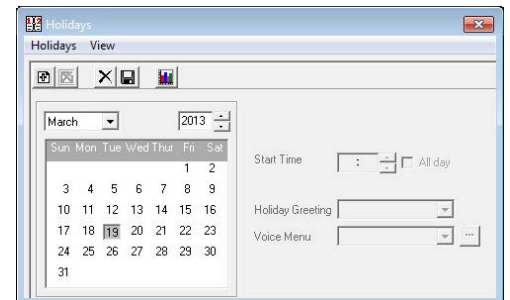 Holidays
Holidays View
March 2013
Sun Mon Tue Wed Thur Fri Sat
1 2
3 4 5 6 7 8 9
10 11 12 13 14 15 16
17 18 19 20 21 22 23
24 25 26 27 28 29 30
31
Start Time : All day
Holiday Greeting
Voice Menu ...